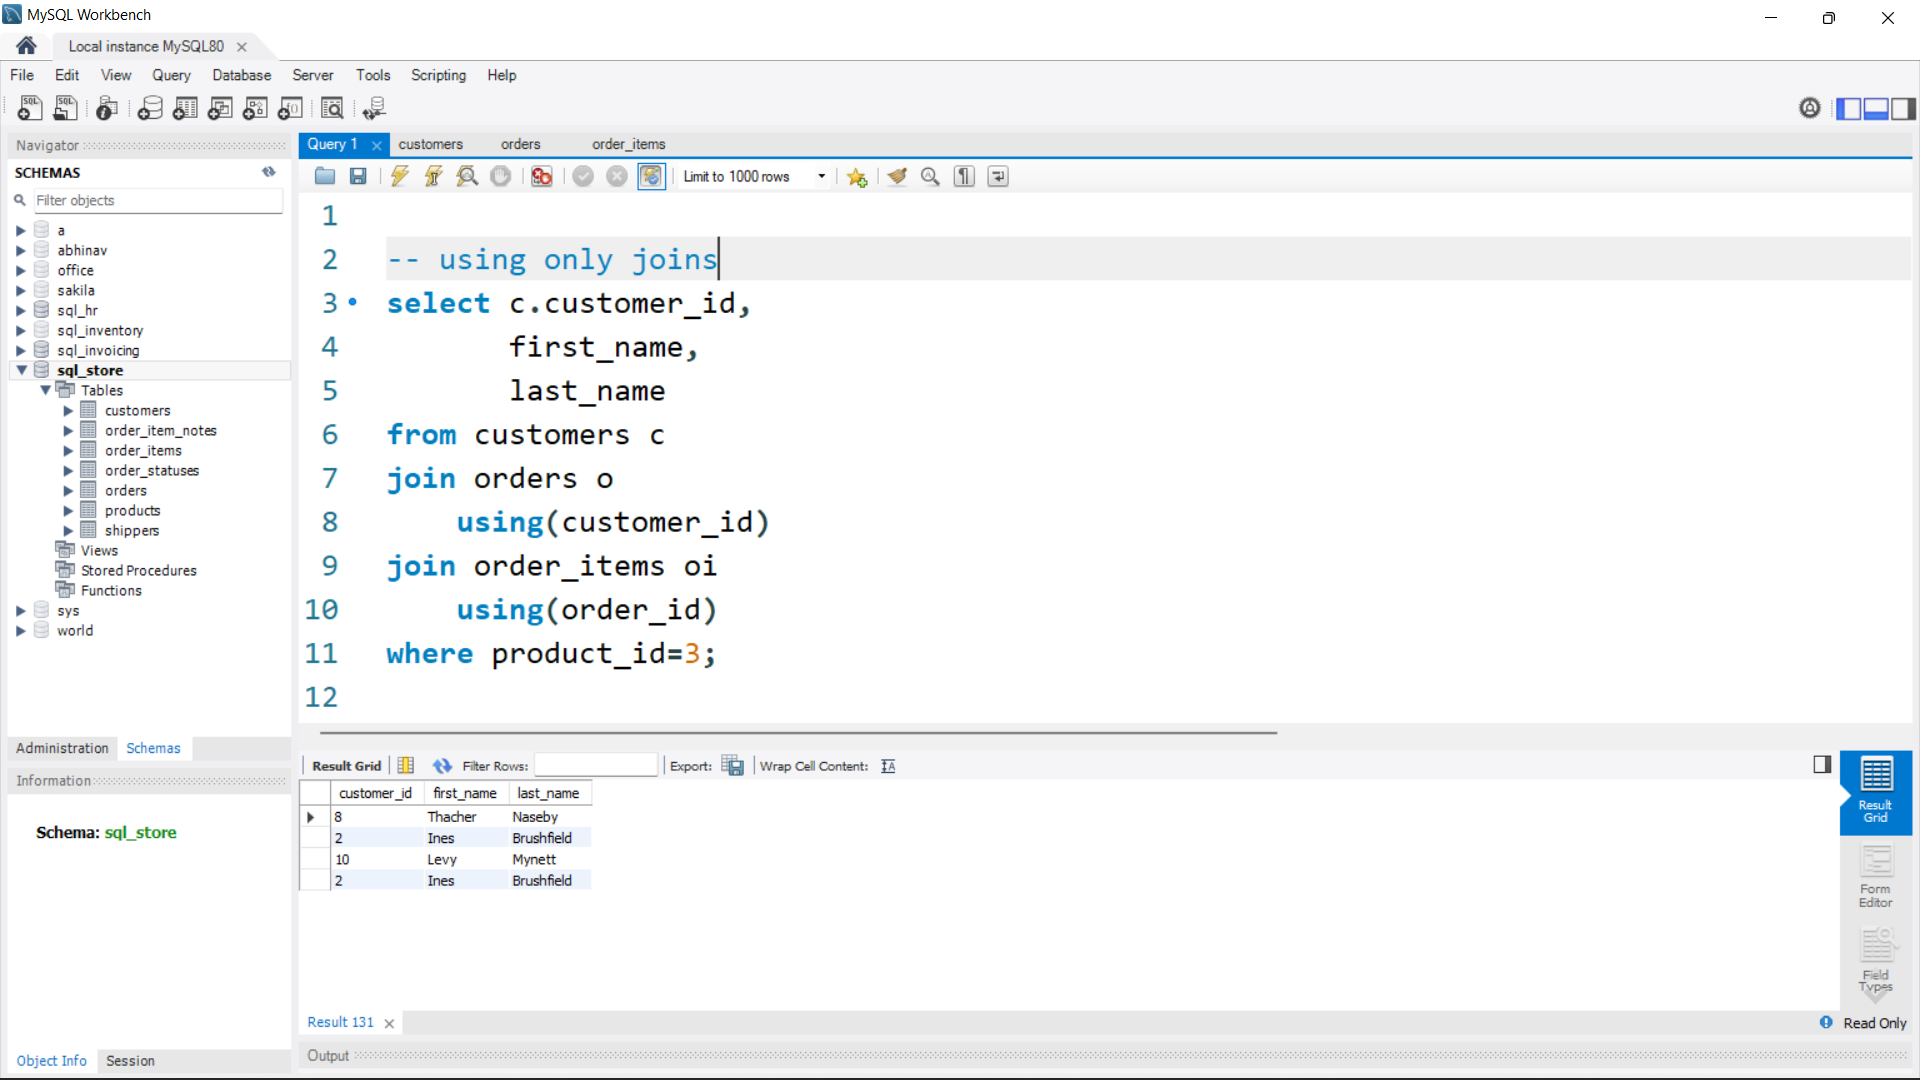 MySQL Workbench
Local instance MySQL80
File Edit View Query Database Server Tools Scripting Help
Navigator
SCHEMAS
Filter objects
a
abhinav
office
sakila
sql_hr
sql_inventory
sql_invoicing
sql_store
Tables
customers
order_item_notes
order_items
order_statuses
orders
products
shippers
Views
Stored Procedures
Functions
sys
world
Administration Schemas
Information
Schema: sql_store
Object Info Session
Query 1 customers orders order_items
Limit to 1000 rows
1
2 -- using only joins
3 select c.customer_id,
4 first_name,
5 last_name
6 from customers c
7 join orders o
8 using(customer_id)
9 join order_items oi
10 using(order_id)
11 where product_id=3;
12
Result Grid Filter Rows: Export: Wrap Cell Content:
customer_id first_name last_name
8 Thacher Naseby
2 Ines Brushfield
10 Levy Mynett
2 Ines Brushfield
Result
Grid
Form
Editor
Field
Types
Result 131
Read Only
Output